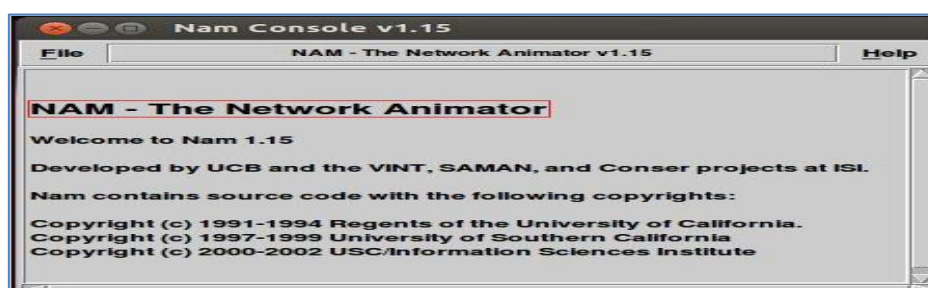 Nam Console v1.15
File NAM - The Network Animator v1.15 Help
NAM - The Network Animator
Welcome to Nam 1.15
Developed by UCB and the VINT, SAMAN, and Conser projects at ISI.
Nam contains source code with the following copyrights:
Copyright (c) 1991-1994 Regents of the University of California.
Copyright (c) 1997-1999 University of Southern California
Copyright (c) 2000-2002 USC/Information Sciences Institute